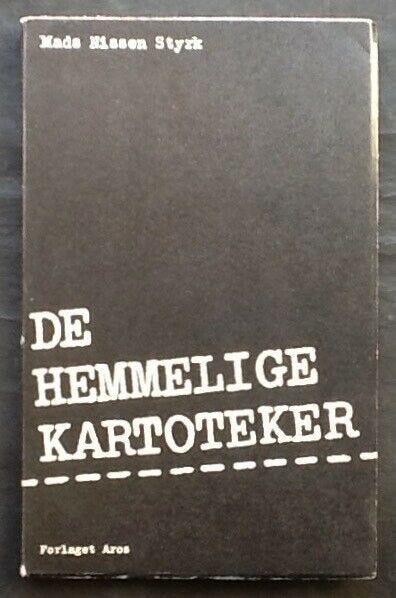 Mads Nissen Styrk
DE
HEMMELIGE
KARTOTEKER
Forlaget Aros